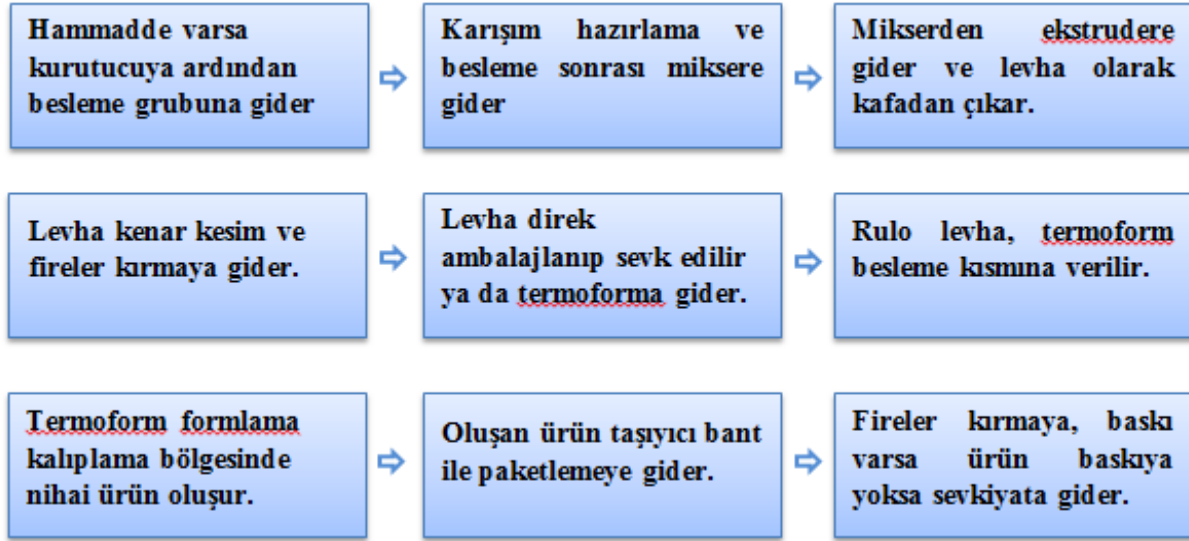 Hammadde varsa
kurutucuya ardından
besleme grubuna gider
Karışım hazırlama ve
besleme sonrası miksere
gider
Mikserden ekstrudere
gider ve levha olarak
kafadan çıkar.
Levha kenar kesim ve
fireler kırmaya gider.
Levha direk
ambalajlanıp sevk edilir
ya da termoforma gider.
Rulo levha, termoform
besleme kısmına verilir.
Termoform formlama
kalıplama bölgesinde
nihai ürün oluşur.
Oluşan ürün taşıyıcı bant
ile paketlemeye gider.
Fireler kırmaya, baskı
varsa ürün baskıya
yoksa sevkiyata gider.